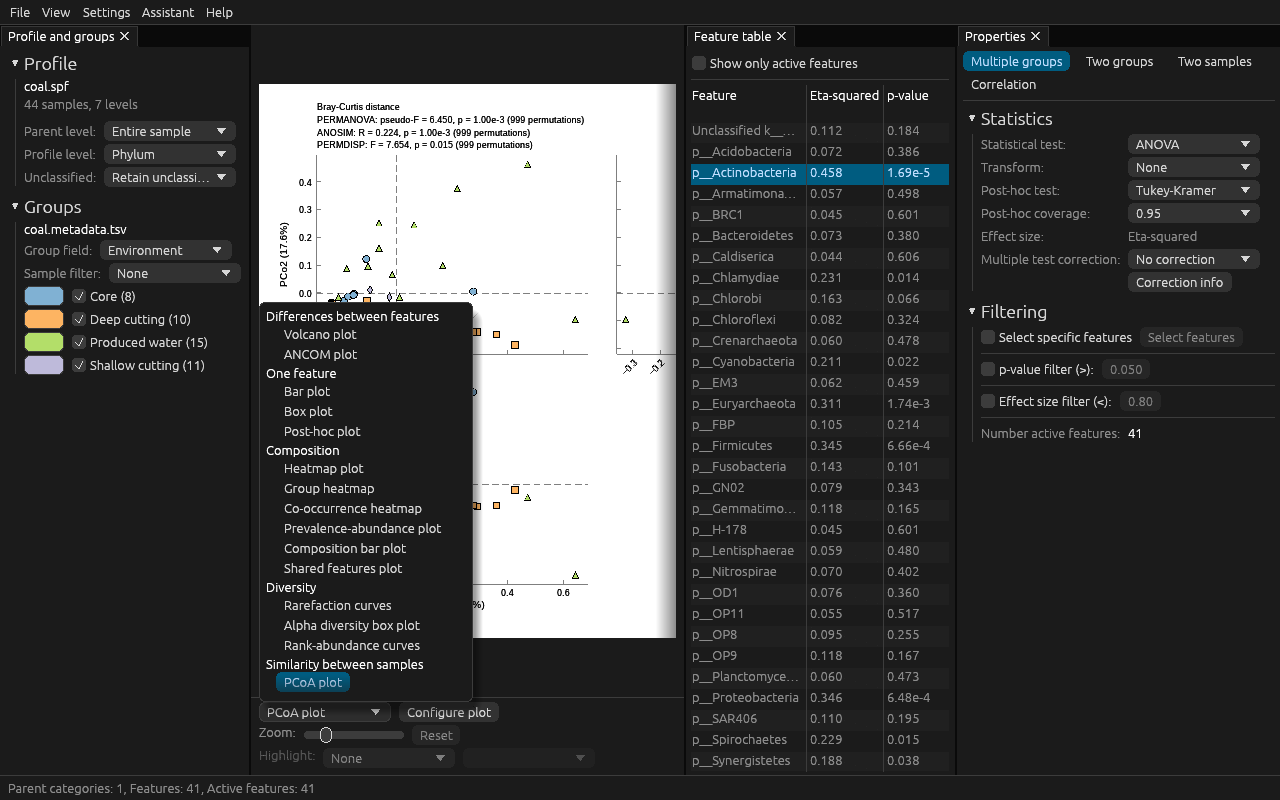 File View Settings Assistant Help
Profile and groups
Profile
coal.spf
44 samples, 7 levels
Parent level: Entire sample
Profile level: Phylum
Unclassified: Retain unclassi...
Groups
coal.metadata.tsv
Group field: Environment
Sample filter: None
Core (8)
Deep cutting (10)
Produced water (15)
Shallow cutting (11)
Bray-Curtis distance
PERMANOVA: pseudo-F = 6.450, p = 1.00e-3 (999 permutations)
ANOSIM: R = 0.224, p = 1.00e-3 (999 permutations)
PERMDISP: F = 7.654, p = 0.015 (999 permutations)
PCo2 (17.6%)
0.4
0.3
0.2
0.1
0.0
−0.3
−0.2
0.4
0.6
%)
Differences between features
Volcano plot
ANCOM plot
One feature
Bar plot
Box plot
Post-hoc plot
Composition
Heatmap plot
Group heatmap
Co-occurrence heatmap
Prevalence-abundance plot
Composition bar plot
Shared features plot
Diversity
Rarefaction curves
Alpha diversity box plot
Rank-abundance curves
Similarity between samples
PCoA plot
PCoA plot Configure plot
Zoom: Reset
Highlight: None
Feature table
Show only active features
Feature Eta-squared p-value
Unclassified k__... 0.112 0.184
p__Acidobacteria 0.072 0.386
p__Actinobacteria 0.458 1.69e-5
p__Armatimona... 0.057 0.498
p__BRC1 0.045 0.601
p__Bacteroidetes 0.073 0.380
p__Caldiserica 0.044 0.606
p__Chlamydiae 0.231 0.014
p__Chlorobi 0.163 0.066
p__Chloroflexi 0.082 0.324
p__Crenarchaeota 0.060 0.478
p__Cyanobacteria 0.211 0.022
p__EM3 0.062 0.459
p__Euryarchaeota 0.311 1.74e-3
p__FBP 0.105 0.214
p__Firmicutes 0.345 6.66e-4
p__Fusobacteria 0.143 0.101
p__GN02 0.079 0.343
p__Gemmatimo... 0.118 0.165
p__H-178 0.045 0.601
p__Lentisphaerae 0.059 0.480
p__Nitrospirae 0.070 0.402
p__OD1 0.076 0.360
p__OP11 0.055 0.517
p__OP8 0.095 0.255
p__OP9 0.118 0.167
p__Planctomyce... 0.060 0.473
p__Proteobacteria 0.346 6.48e-4
p__SAR406 0.110 0.195
p__Spirochaetes 0.229 0.015
p__Synergistetes 0.188 0.038
Properties
Multiple groups Two groups Two samples
Correlation
Statistics
Statistical test: ANOVA
Transform: None
Post-hoc test: Tukey-Kramer
Post-hoc coverage: 0.95
Effect size: Eta-squared
Multiple test correction: No correction
Correction info
Filtering
Select specific features Select features
p-value filter (>): 0.050
Effect size filter (<): 0.80
Number active features: 41
Parent categories: 1, Features: 41, Active features: 41